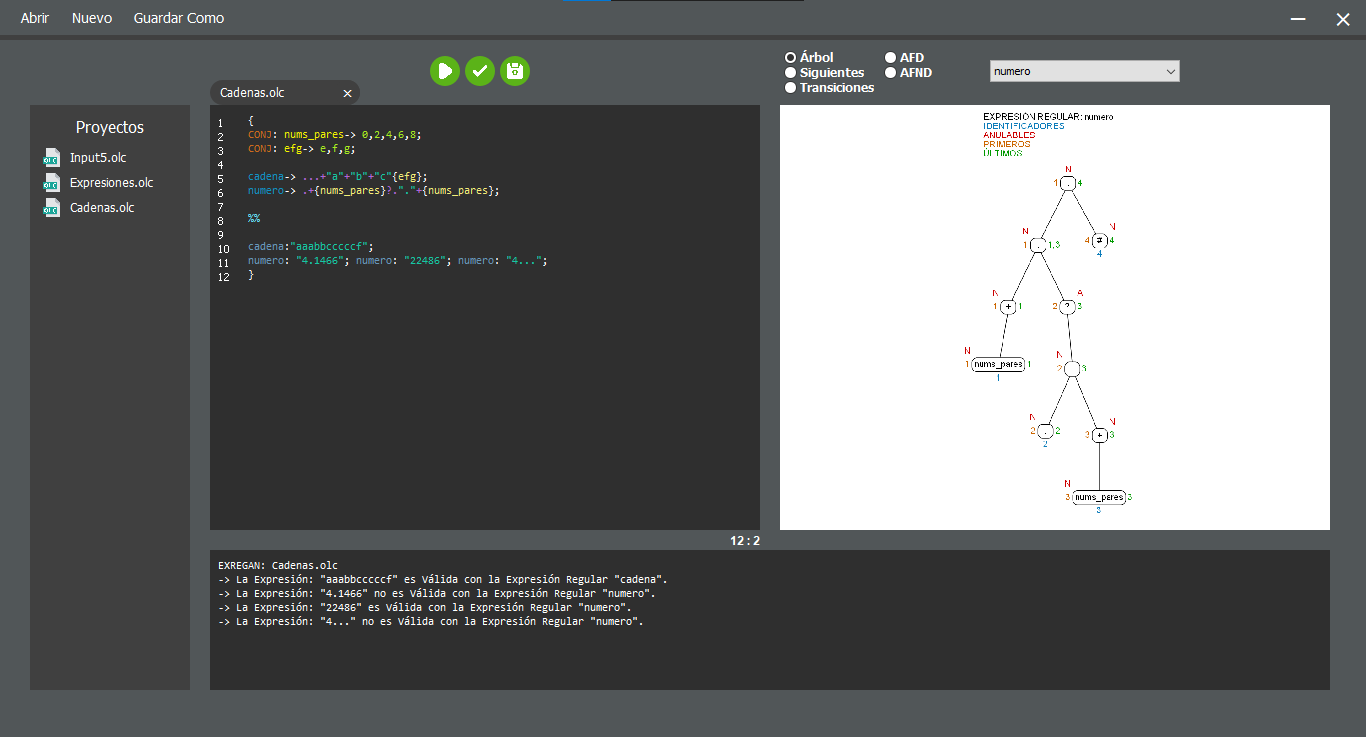 Abrir Nuevo Guardar Como
Árbol AFD
Siguientes AFND
Transiciones
numero
Cadenas.olc
Proyectos
Input5.olc
Expresiones.olc
Cadenas.olc
1 {
2 CONJ: nums_pares-> 0,2,4,6,8;
3 CONJ: efg-> e,f,g;
4
5 cadena-> ...+"a"+"b"+"c"{efg};
6 numero-> .+{nums_pares}?."."+{nums_pares};
7
8 %%
9
10 cadena:"aaabbcccccf";
11 numero: "4.1466"; numero: "22486"; numero: "4...";
12 }
EXPRESIÓN REGULAR: numero
IDENTIFICADORES
ANULABLES
PRIMEROS
ÚLTIMOS
N
1 . 4
N N
1 . 1,3 4 # 4
4
N A
1 + 1 2 ? 3
N N
1 nums_pares 1 2 . 3
1
N N
2 . 2 3 + 3
2
N
3 nums_pares 3
3
12 : 2
EXREGAN: Cadenas.olc
-> La Expresión: "aaabbcccccf" es Válida con la Expresión Regular "cadena".
-> La Expresión: "4.1466" no es Válida con la Expresión Regular "numero".
-> La Expresión: "22486" es Válida con la Expresión Regular "numero".
-> La Expresión: "4..." no es Válida con la Expresión Regular "numero".